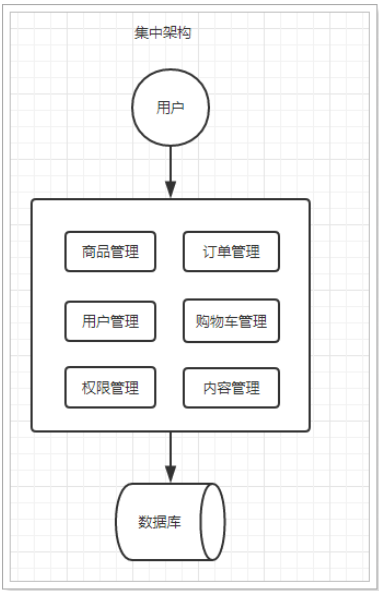 集中架构
用户
商品管理
订单管理
用户管理
购物车管理
权限管理
内容管理
数据库